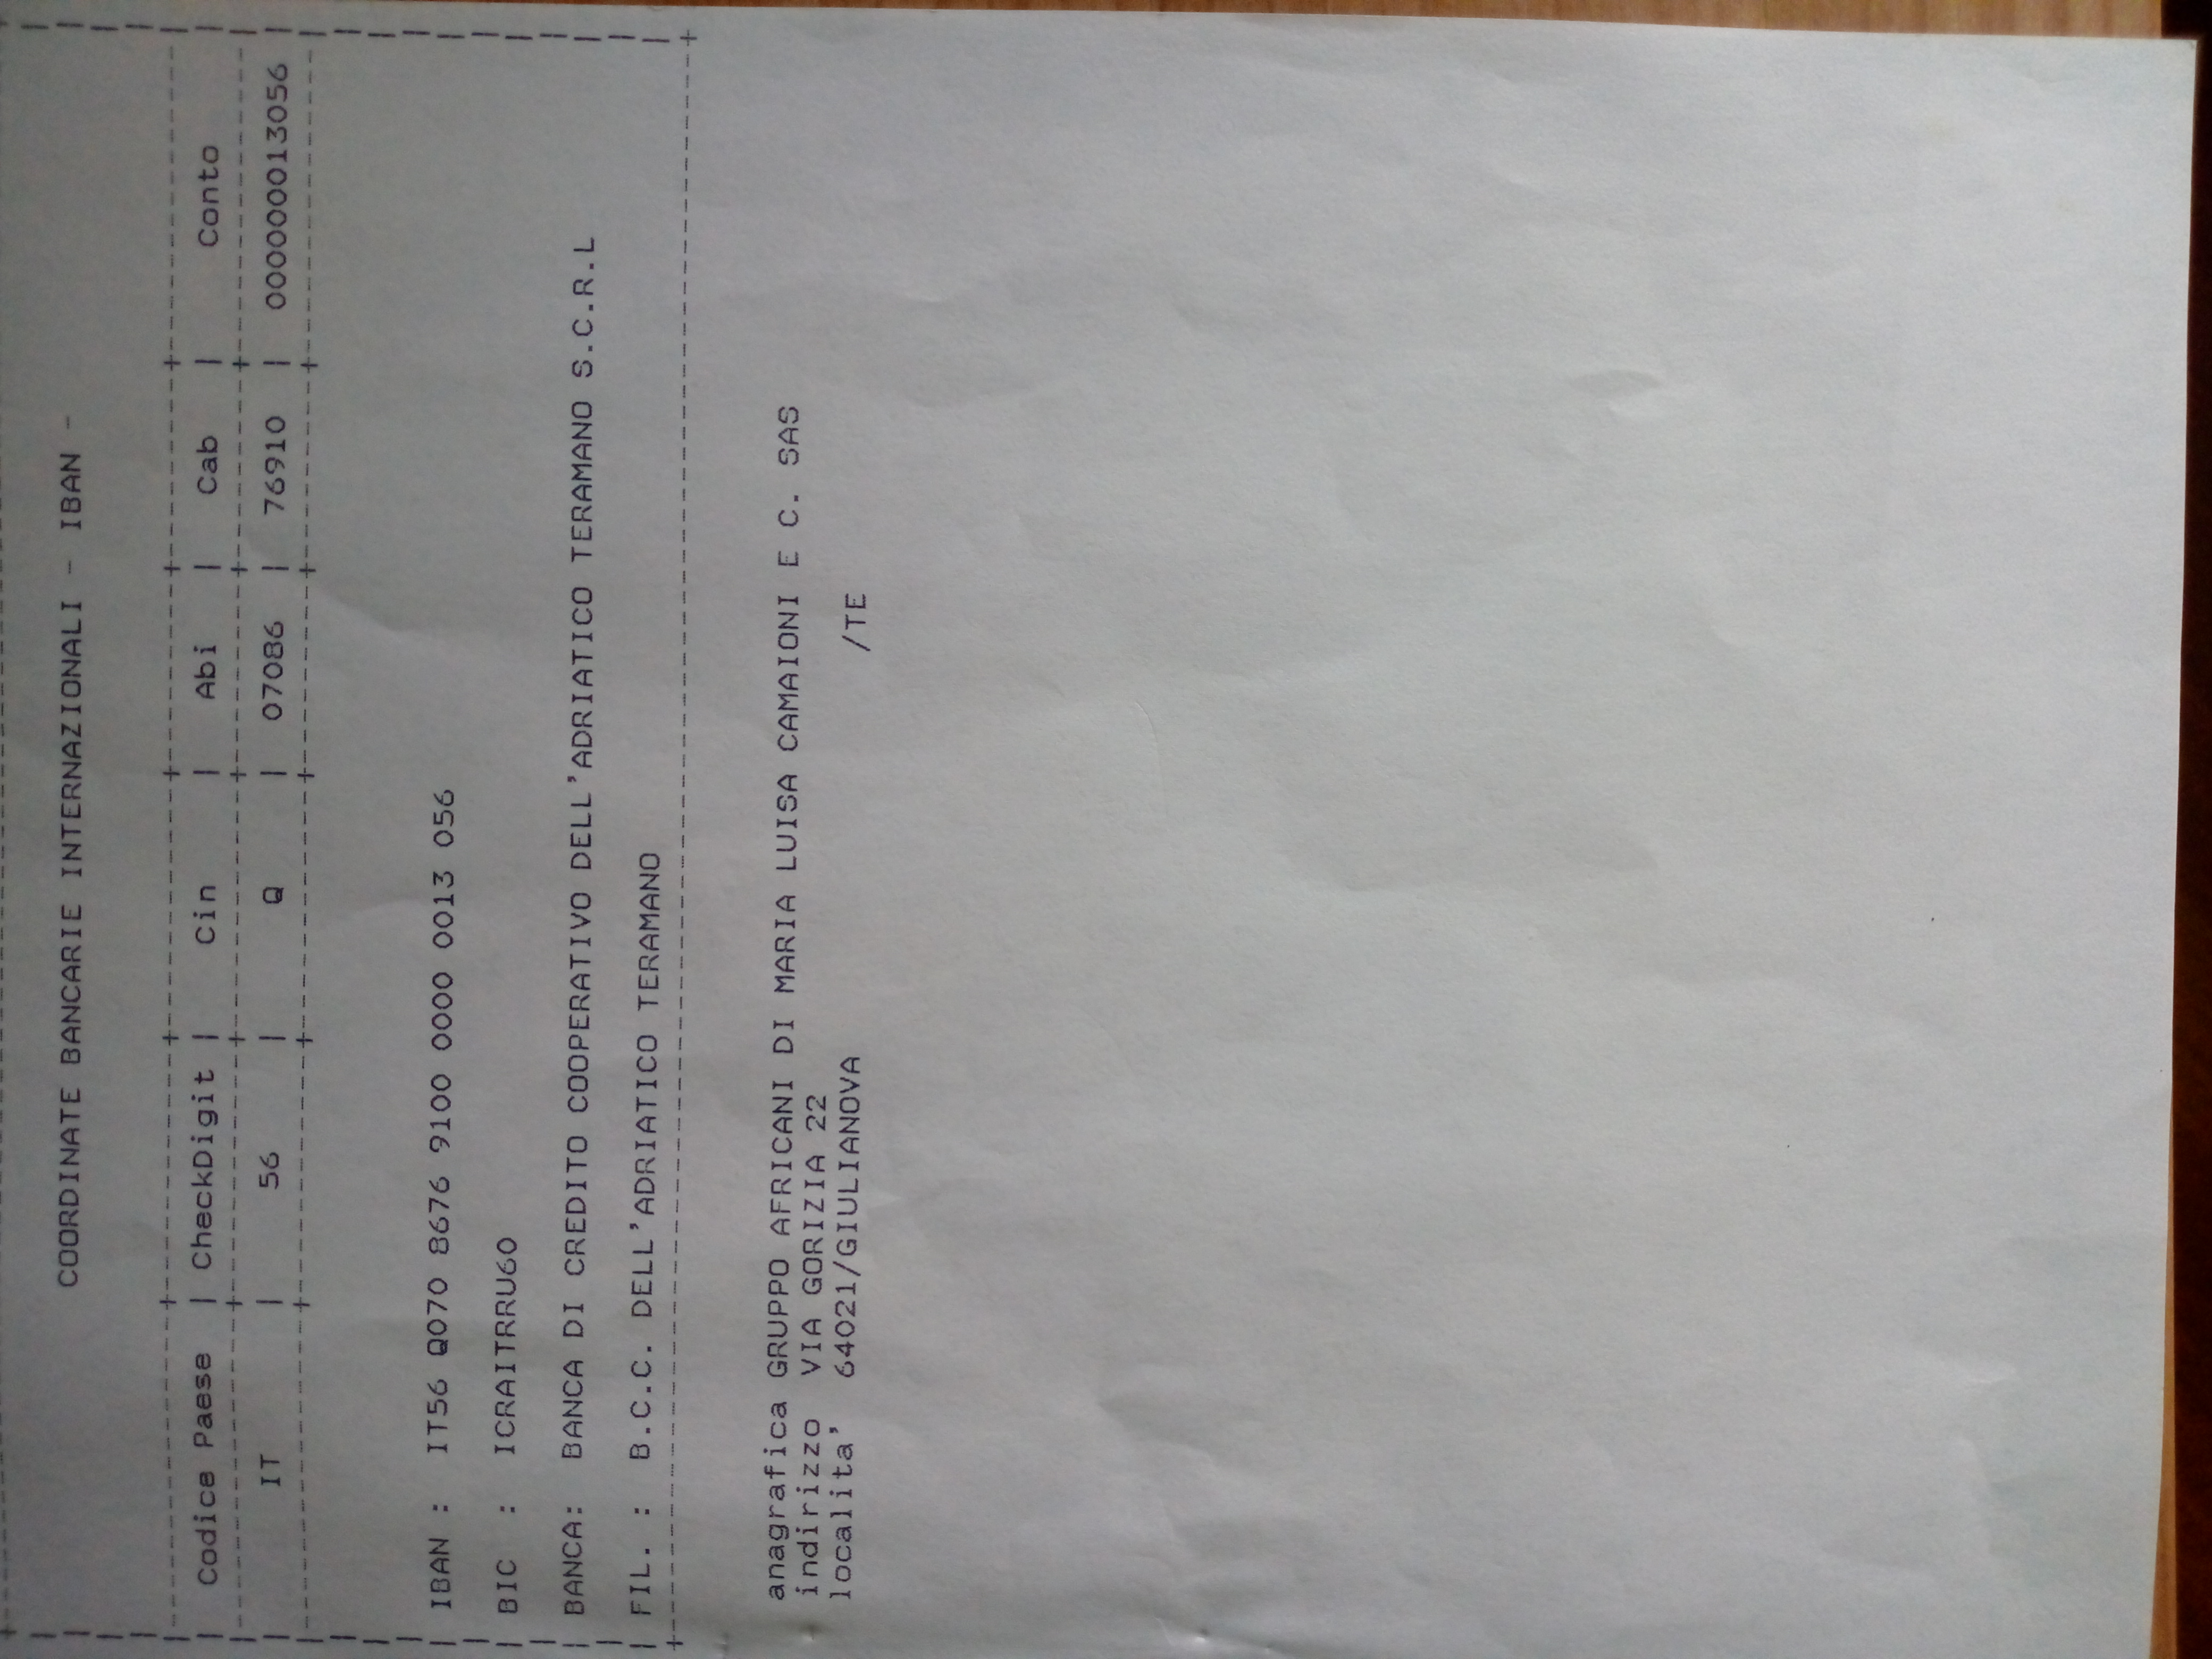 COORDINATE BANCARIE INTERNAZIONALI - IBAN -
| Codice Paese | CheckDigit | Cin | Abi | Cab | Conto |
| IT | 56 | Q | 07086 | 76910 | 000000013056 |
| IBAN : IT56 Q070 8676 9100 0000 0013 056
| BIC : ICRAITRRU60
| BANCA: BANCA DI CREDITO COOPERATIVO DELL'ADRIATICO TERAMANO S.C.R.L
| FIL. : B.C.C. DELL'ADRIATICO TERAMANO
anagrafica GRUPPO AFRICANI DI MARIA LUISA CAMAIONI E C. SAS
indirizzo VIA GORIZIA 22
localita' 64021/GIULIANOVA /TE